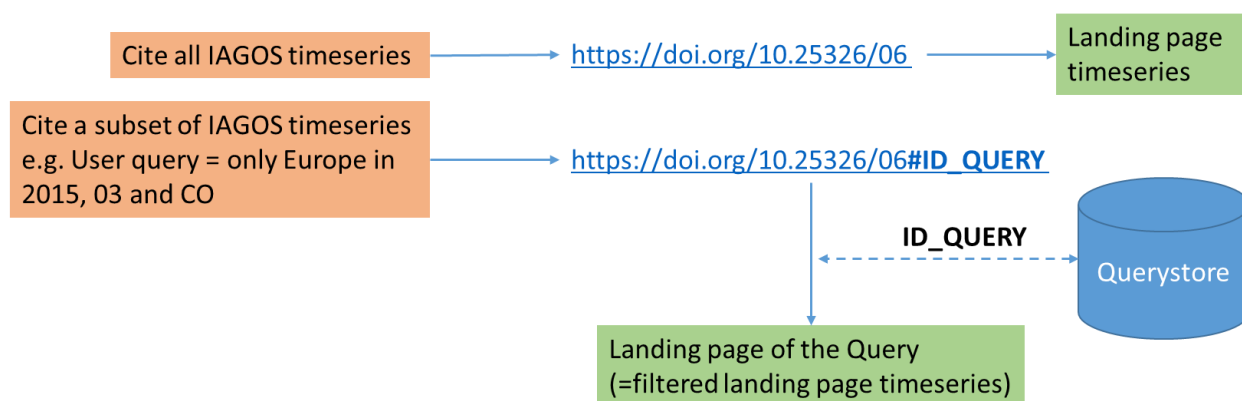 Cite all IAGOS timeseries
https://doi.org/10.25326/06
Landing page
timeseries
Cite a subset of IAGOS timeseries
e.g. User query = only Europe in
2015, 03 and CO
https://doi.org/10.25326/06#ID_QUERY
ID_QUERY
Querystore
Landing page of the Query
(=filtered landing page timeseries)